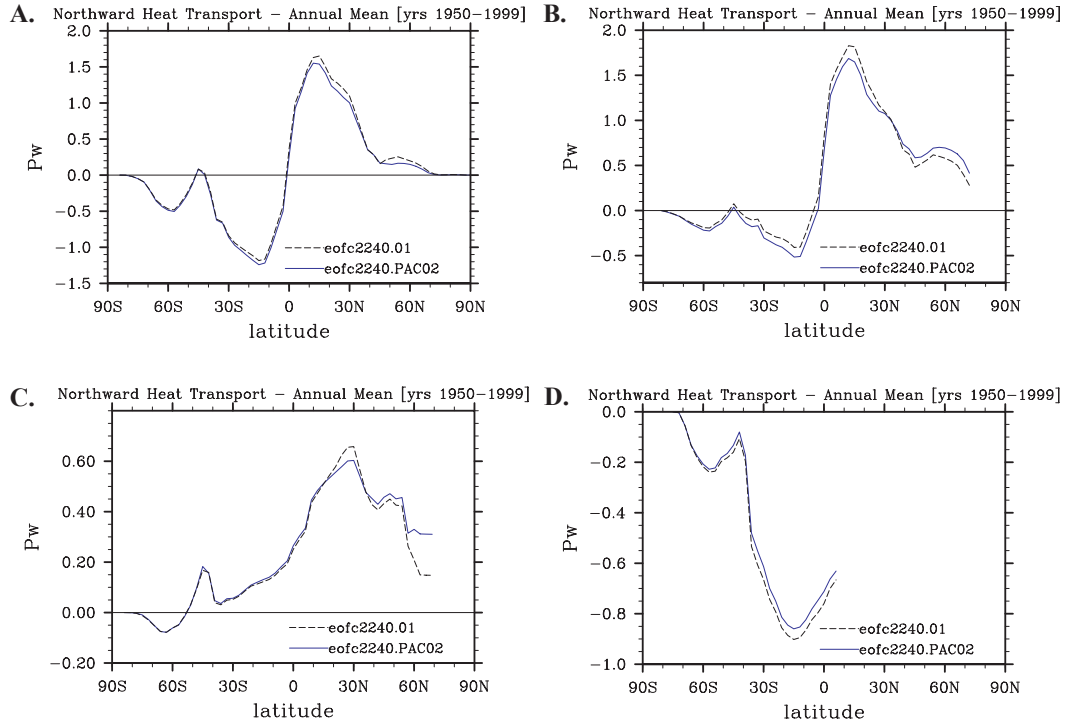 A.
Northward Heat Transport − Annual Mean [yrs 1950−1999]
2.0
1.5
1.0
0.5
0.0
−0.5
−1.0
−1.5
Pw
eofc2240.01
eofc2240.PAC02
90S 60S 30S 0 30N 60N 90N
latitude
B.
Northward Heat Transport − Annual Mean [yrs 1950−1999]
2.0
1.5
1.0
0.5
0.0
−0.5
Pw
eofc2240.01
eofc2240.PAC02
90S 60S 30S 0 30N 60N 90N
latitude
C.
Northward Heat Transport − Annual Mean [yrs 1950−1999]
0.60
0.40
0.20
0.00
−0.20
Pw
eofc2240.01
eofc2240.PAC02
90S 60S 30S 0 30N 60N 90N
latitude
D.
Northward Heat Transport − Annual Mean [yrs 1950−1999]
0.0
−0.2
−0.4
−0.6
−0.8
−1.0
Pw
eofc2240.01
eofc2240.PAC02
90S 60S 30S 0 30N 60N 90N
latitude